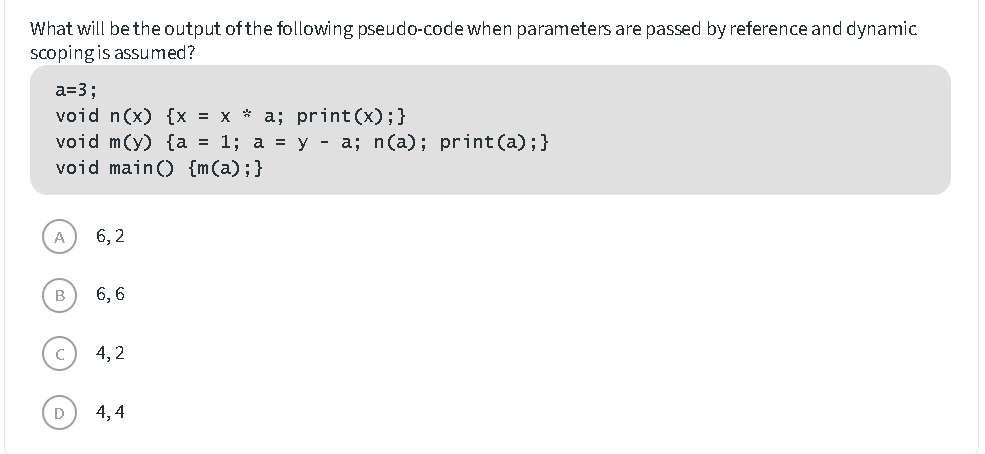 What will be the output of the following pseudo-code when parameters are passed by reference and dynamic
scoping is assumed?
a=3;
void n(x) {x = x * a; print(x);}
void m(y) {a = 1; a = y - a; n(a); print(a);}
void main() {m(a);}
A 6, 2
B 6, 6
C 4, 2
D 4, 4